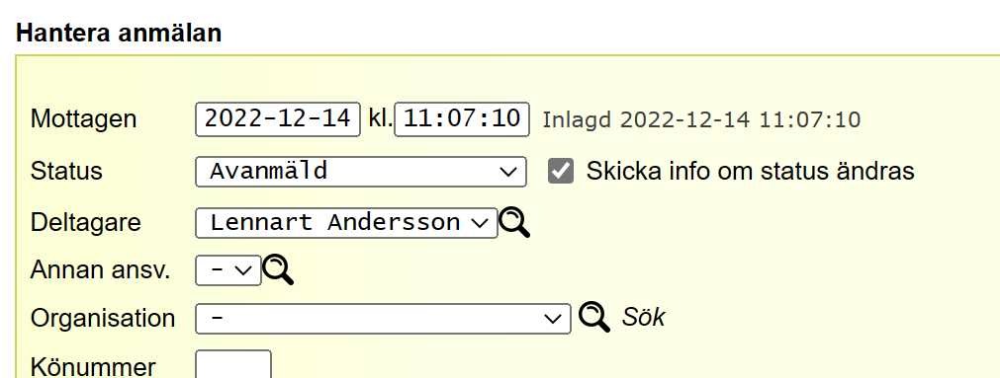 Hantera anmälan
Mottagen 2022-12-14 kl. 11:07:10 Inlagd 2022-12-14 11:07:10
Status Avanmäld Skicka info om status ändras
Deltagare Lennart Andersson
Annan ansv. -
Organisation - Sök
Könummer